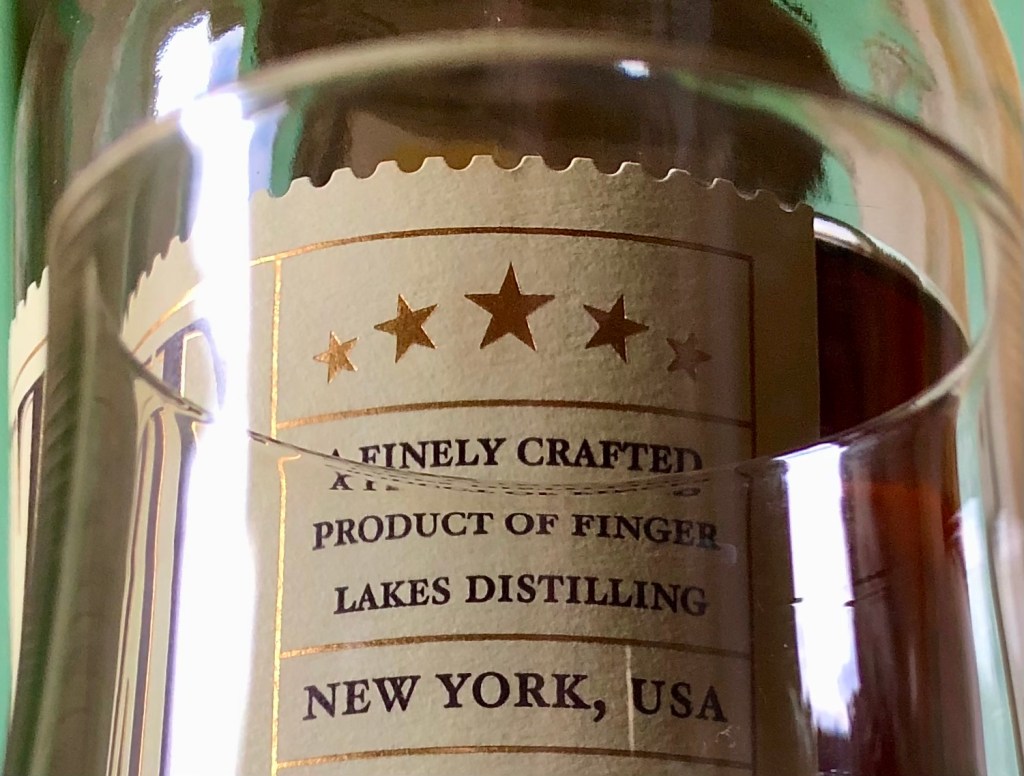 A FINELY CRAFTED
PRODUCT OF FINGER
LAKES DISTILLING
NEW YORK, USA